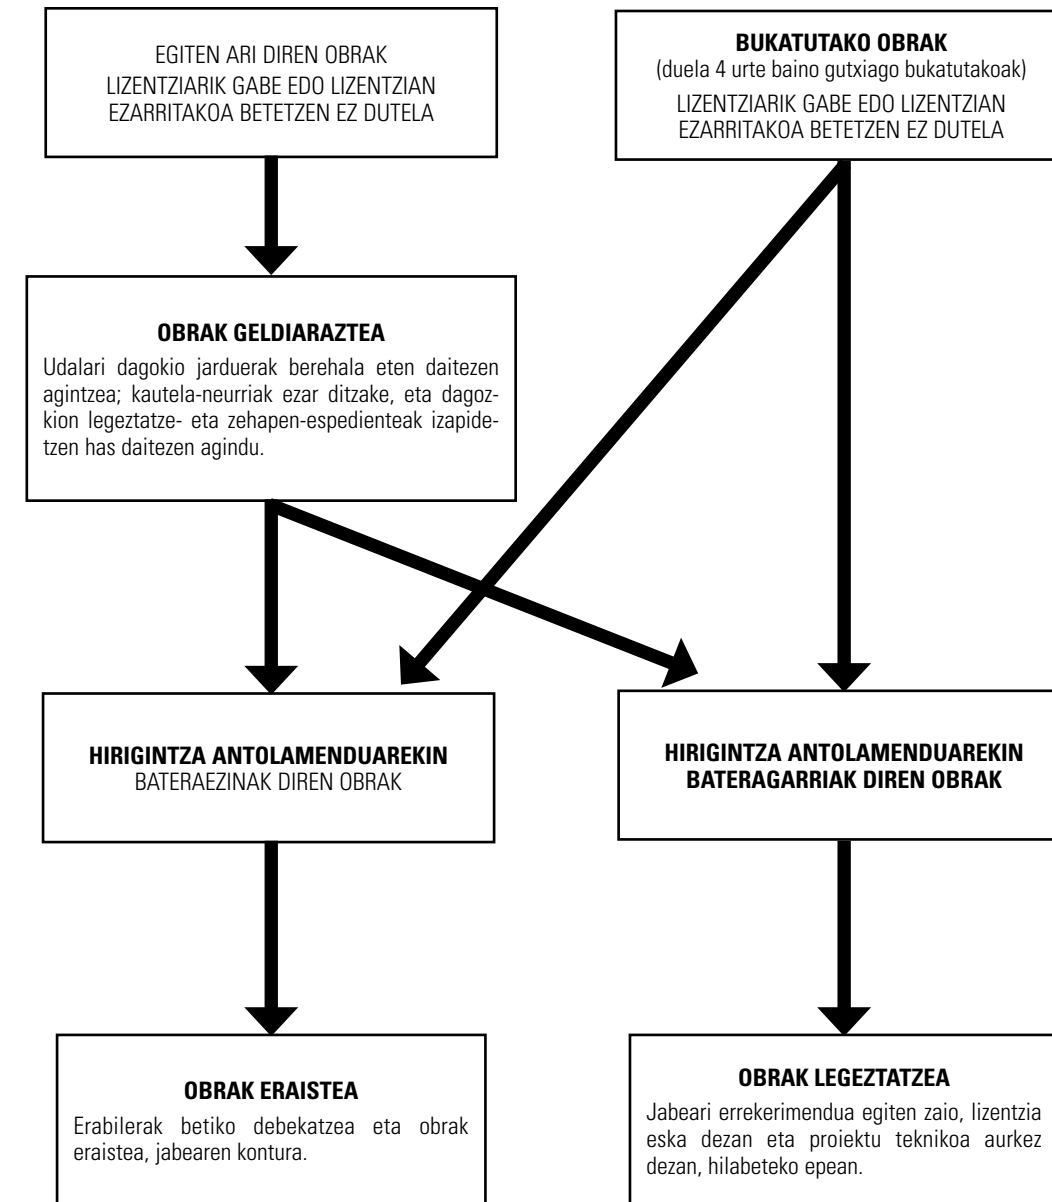 EGITEN ARI DIREN OBRAK
LIZENTZIARIK GABE EDO LIZENTZIAN
EZARRITAKOA BETETZEN EZ DUTELA
BUKATUTAKO OBRAK
(duela 4 urte baino gutxiago bukatutakoak)
LIZENTZIARIK GABE EDO LIZENTZIAN
EZARRITAKOA BETETZEN EZ DUTELA
OBRAK GELDIARAZTEA
Udalari dagokio jarduerak berehala eten daitezen
agintzea; kautela-neurriak ezar ditzake, eta dagoz-
kion legeztatze- eta zehapen-espedienteak izapide-
tzen has daitezen agindu.
HIRIGINTZA ANTOLAMENDUAREKIN
BATERAEZINAK DIREN OBRAK
HIRIGINTZA ANTOLAMENDUAREKIN
BATERAGARRIAK DIREN OBRAK
OBRAK ERAISTEA
Erabilerak betiko debekatzea eta obrak
eraistea, jabearen kontura.
OBRAK LEGEZTATZEA
Jabeari errekerimendua egiten zaio, lizentzia
eska dezan eta proiektu teknikoa aurkez
dezan, hilabeteko epean.